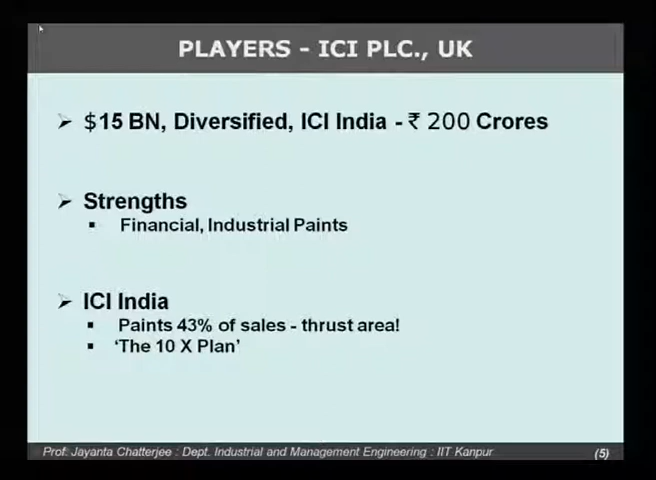 PLAYERS - ICI PLC., UK
➢ $15 BN, Diversified, ICI India - ₹ 200 Crores
➢ Strengths
▪ Financial, Industrial Paints
➢ ICI India
▪ Paints 43% of sales - thrust area!
▪ ‘The 10 X Plan’
Prof. Jayanta Chatterjee : Dept. Industrial and Management Engineering : IIT Kanpur (5)